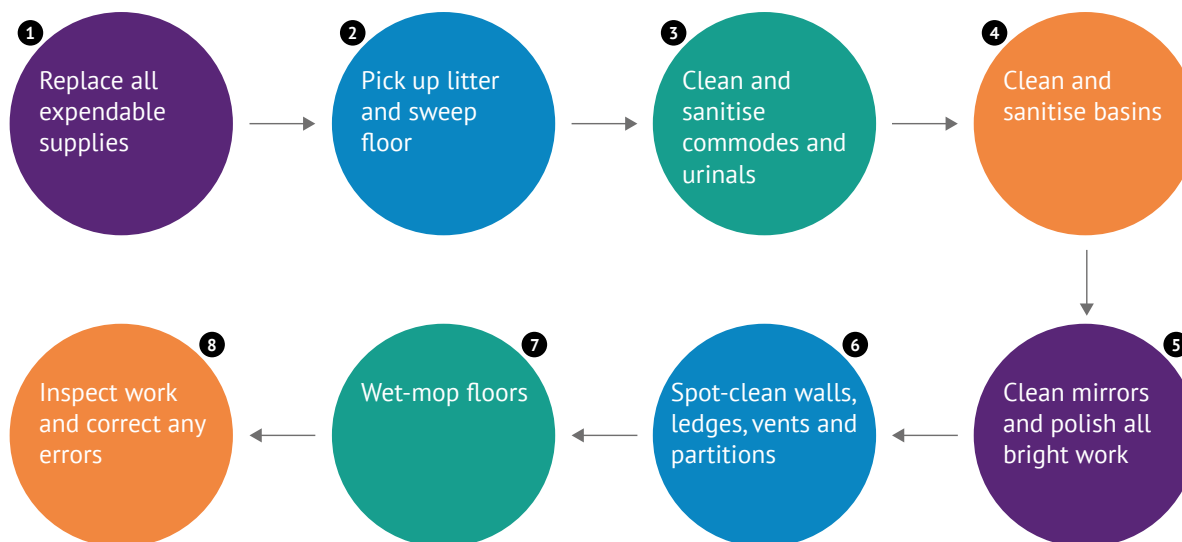 1
Replace all
expendable
supplies
2
Pick up litter
and sweep
floor
3
Clean and
sanitise
commodes and
urinals
4
Clean and
sanitise basins
5
Clean mirrors
and polish all
bright work
6
Spot-clean walls,
ledges, vents and
partitions
7
Wet-mop floors
8
Inspect work
and correct any
errors